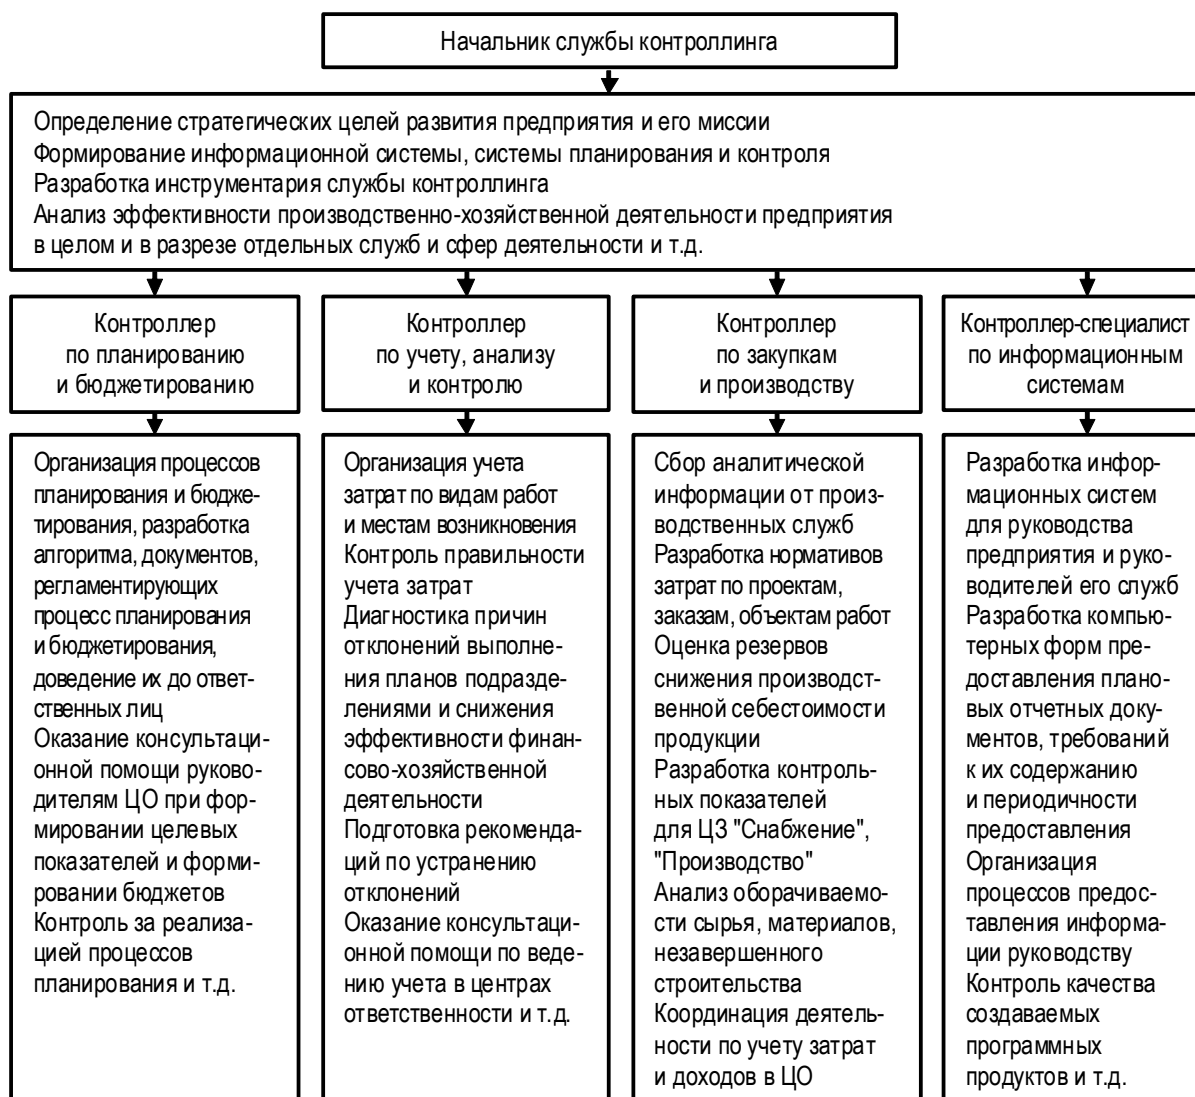 Начальник службы контроллинга
Определение стратегических целей развития предприятия и его миссии
Формирование информационной системы, системы планирования и контроля
Разработка инструментария службы контроллинга
Анализ эффективности производственно-хозяйственной деятельности предприятия
в целом и в разрезе отдельных служб и сфер деятельности и т.д.
Контроллер
по планированию
и бюджетированию
Контроллер
по учету, анализу
и контролю
Контроллер
по закупкам
и производству
Контроллер-специалист
по информационным
системам
Организация процессов
планирования и бюдже-
тирования, разработка
алгоритма, документов,
регламентирующих
процесс планирования
и бюджетирования,
доведение их до ответ-
ственных лиц
Оказание консультаци-
онной помощи руково-
дителям ЦО при фор-
мировании целевых
показателей и форми-
ровании бюджетов
Контроль за реализа-
цией процессов
планирования и т.д.
Организация учета
затрат по видам работ
и местам возникновения
Контроль правильности
учета затрат
Диагностика причин
отклонений выполне-
ния планов подразде-
лениями и снижения
эффективности финан-
сово-хозяйственной
деятельности
Подготовка рекоменда-
ций по устранению
отклонений
Оказание консультаци-
онной помощи по веде-
нию учета в центрах
ответственности и т.д.
Сбор аналитической
информации от произ-
водственных служб
Разработка нормативов
затрат по проектам,
заказам, объектам работ
Оценка резервов
снижения производст-
венной себестоимости
продукции
Разработка контроль-
ных показателей
для ЦЗ "Снабжение",
"Производство"
Анализ оборачиваемо-
сти сырья, материалов,
незавершенного
строительства
Координация деятель-
ности по учету затрат
и доходов в ЦО
Разработка инфор-
мационных систем
для руководства
предприятия и руко-
водителей его служб
Разработка компью-
терных форм пре-
доставления плано-
вых отчетных доку-
ментов, требований
к их содержанию
и периодичности
предоставления
Организация
процессов предос-
тавления информа-
ции руководству
Контроль качества
создаваемых
программных
продуктов и т.д.